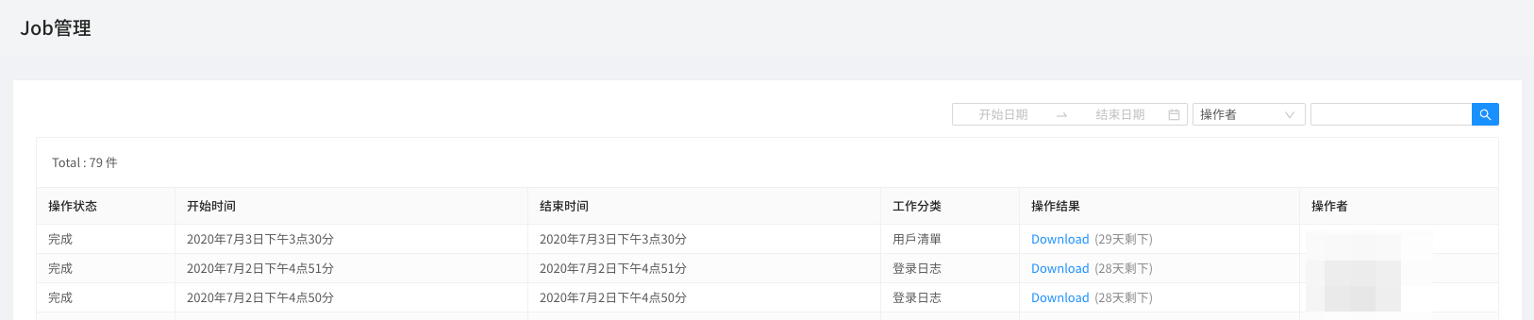 Job管理
开始日期 → 结束日期 操作者
Total : 79 件
操作状态 开始时间 结束时间 工作分类 操作结果 操作者
完成 2020年7月3日下午3点30分 2020年7月3日下午3点30分 用戶清單 Download (29天剩下)
完成 2020年7月2日下午4点51分 2020年7月2日下午4点51分 登录日志 Download (28天剩下)
完成 2020年7月2日下午4点50分 2020年7月2日下午4点50分 登录日志 Download (28天剩下)